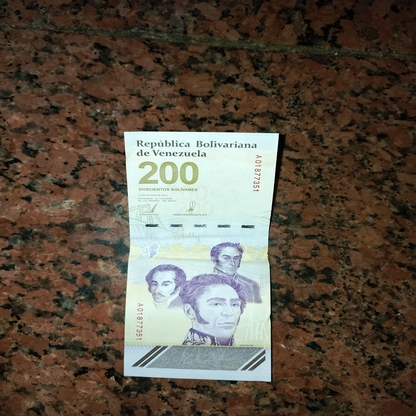 República Bolivariana
de Venezuela
200
DOSCIENTOS BOLÍVARES
A01877351
A01877351